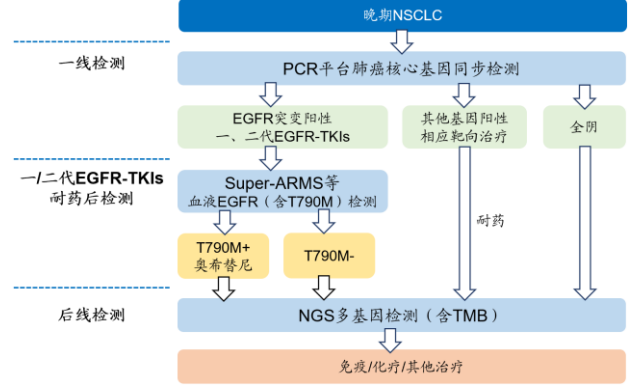 晚期NSCLC
一线检测
PCR平台肺癌核心基因同步检测
EGFR突变阳性
一、二代EGFR-TKIs
其他基因阳性
相应靶向治疗
全阴
一/二代EGFR-TKIs
耐药后检测
Super-ARMS等
血液EGFR（含T790M）检测
耐药
T790M+
奥希替尼
T790M-
后线检测
NGS多基因检测（含TMB）
免疫/化疗/其他治疗